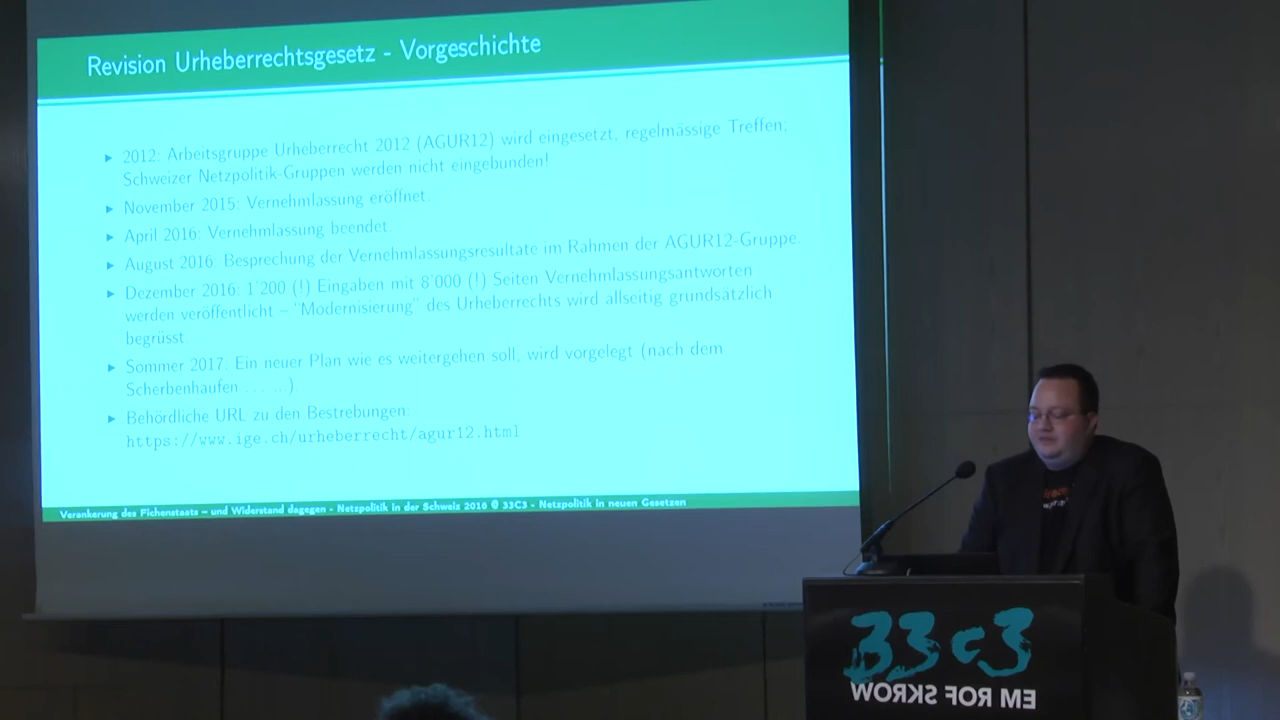 Revision Urheberrechtsgesetz - Vorgeschichte
2012: Arbeitsgruppe Urheberrecht 2012 (AGUR12) wird eingesetzt, regelmässige Treffen;
Schweizer Netzpolitik-Gruppen werden nicht eingebunden!
November 2015: Vernehmlassung eröffnet.
April 2016: Vernehmlassung beendet.
August 2016: Besprechung der Vernehmlassungsresultate im Rahmen der AGUR12-Gruppe.
Dezember 2016: 1'200 (!) Eingaben mit 8'000 (!) Seiten Vernehmlassungsantworten
werden veröffentlicht – "Modernisierung" des Urheberrechts wird allseitig grundsätzlich
begrüsst.
Sommer 2017: Ein neuer Plan wie es weitergehen soll, wird vorgelegt (nach dem
Scherbenhaufen ... ...).
Behördliche URL zu den Bestrebungen:
https://www.ige.ch/urheberrecht/agur12.html
Verankerung des Fichenstaats – und Widerstand dagegen - Netzpolitik in der Schweiz 2016 @ 33C3 - Netzpolitik in neuen Gesetzen
33c3
WORKS FOR ME